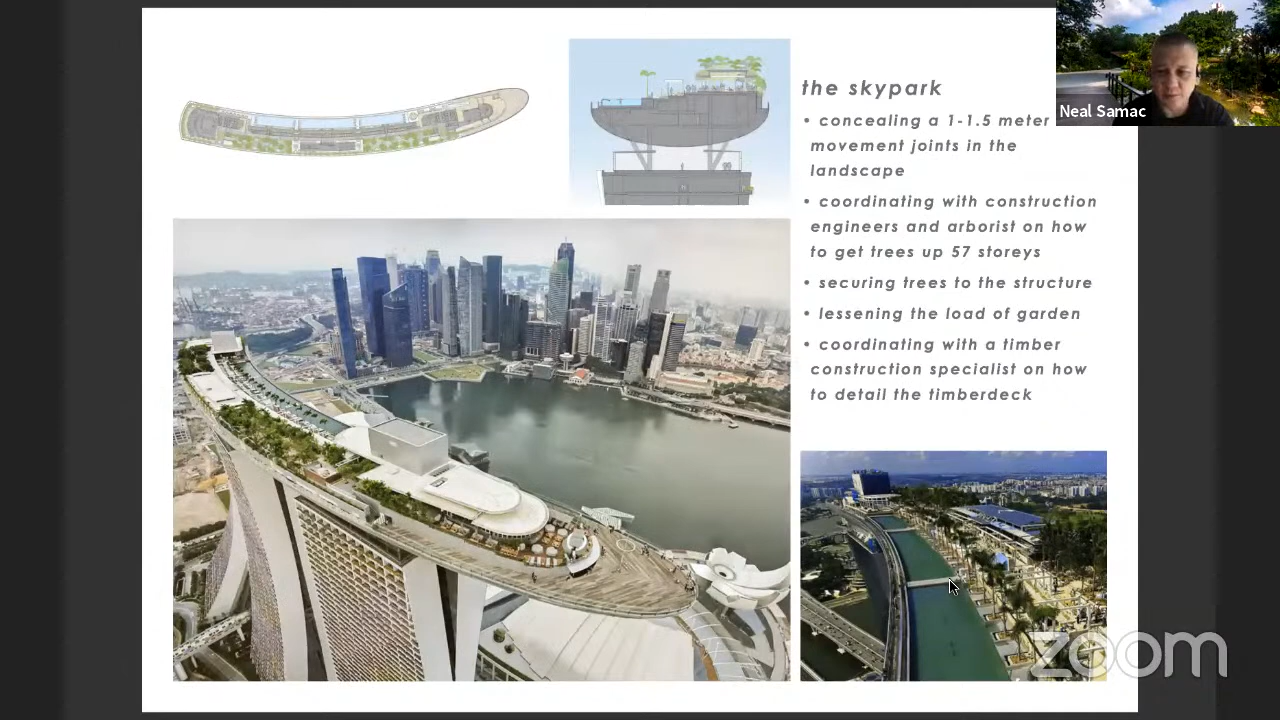 the skypark
• concealing a 1-1.5 meter
movement joints in the
landscape
• coordinating with construction
engineers and arborist on how
to get trees up 57 storeys
• securing trees to the structure
• lessening the load of garden
• coordinating with a timber
construction specialist on how
to detail the timberdeck
Neal Samac
zoom